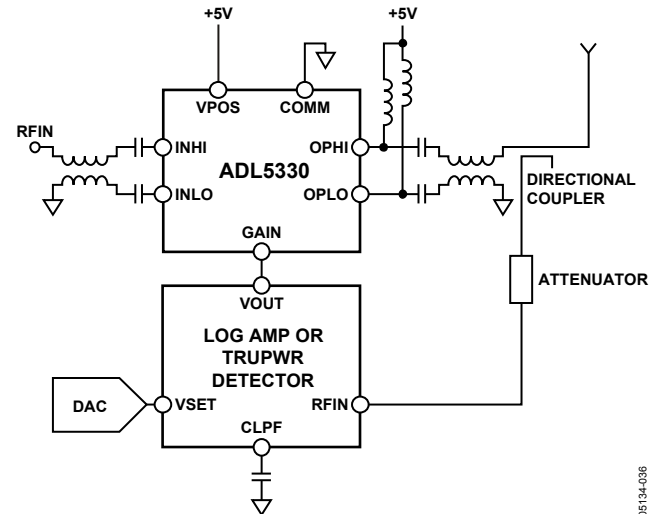 +5V
+5V
VPOS
COMM
RFIN
INHI
OPHI
ADL5330
INLO
OPLO
DIRECTIONAL
COUPLER
GAIN
ATTENUATOR
VOUT
LOG AMP OR
TRUPWR
DETECTOR
DAC
VSET
RFIN
CLPF
05134-036